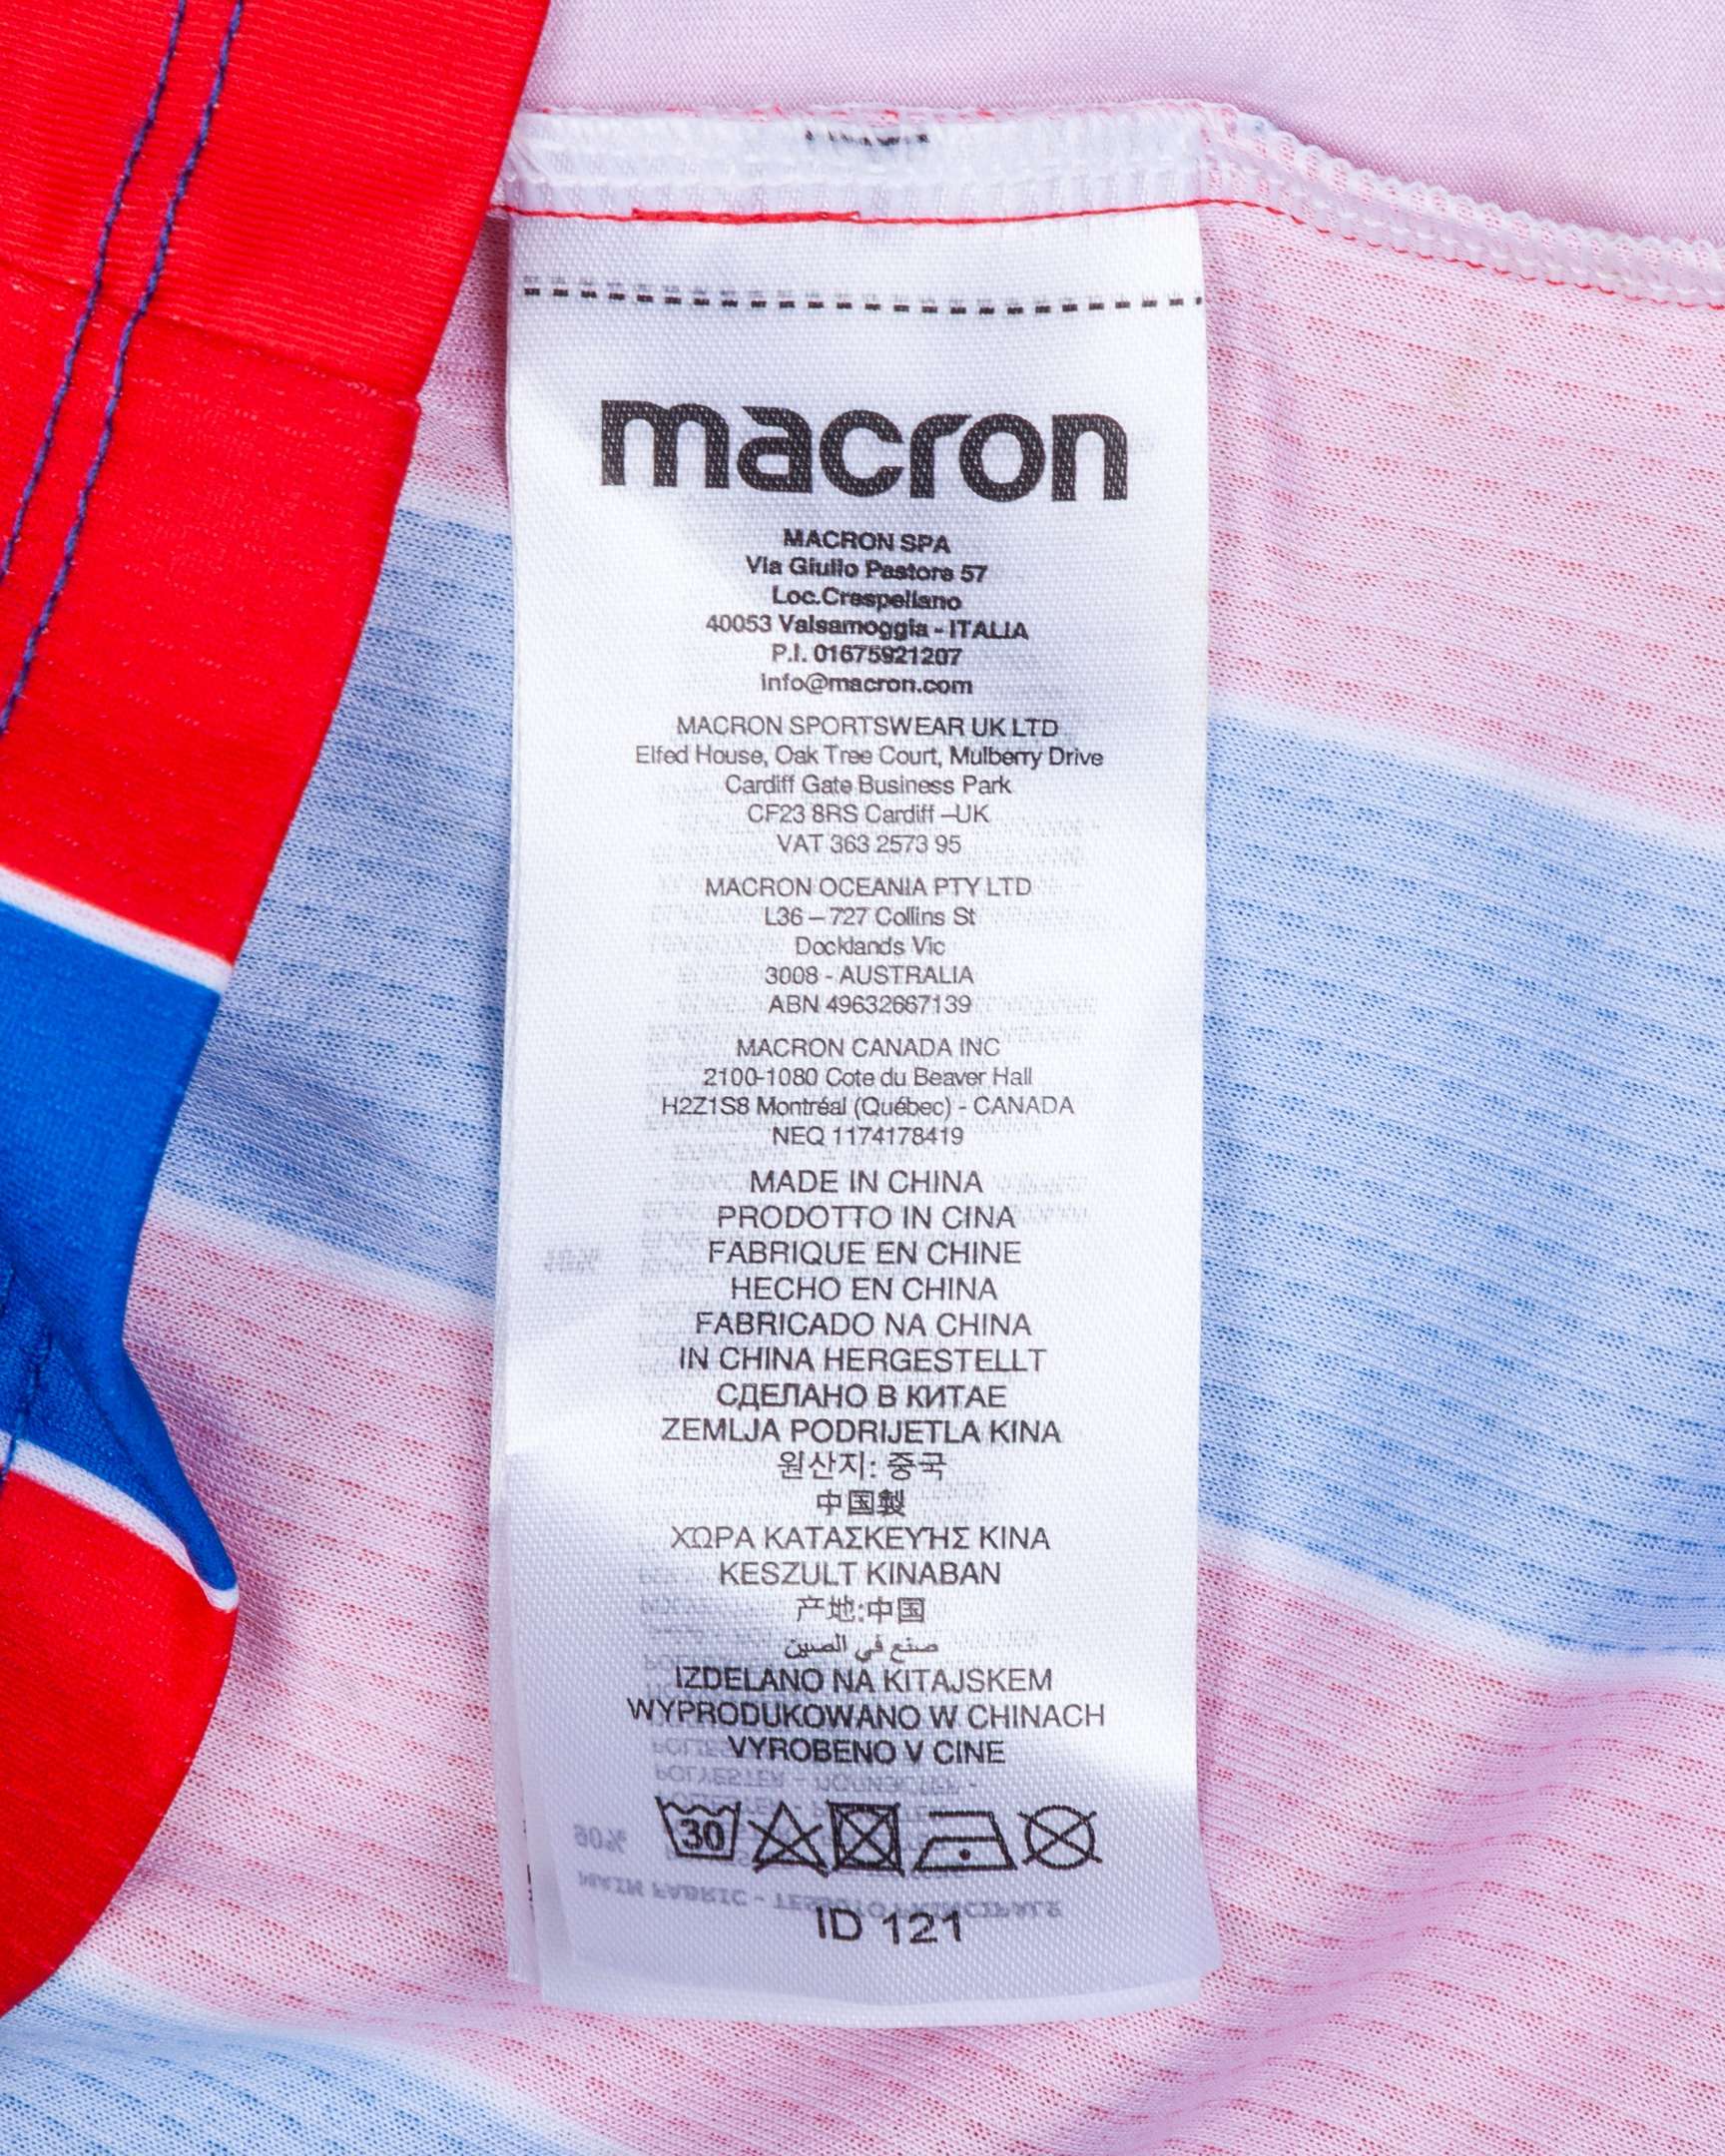 macron
MACRON SPA
Via Giulio Pastore 57
Loc.Crespellano
40053 Valsamoggia - ITALIA
P.I. 01675921207
info@macron.com
MACRON SPORTSWEAR UK LTD
Elfed House, Oak Tree Court, Mulberry Drive
Cardiff Gate Business Park
CF23 8RS Cardiff –UK
VAT 363 2573 95
MACRON OCEANIA PTY LTD
L36 – 727 Collins St
Docklands Vic
3008 - AUSTRALIA
ABN 49632667139
MACRON CANADA INC
2100-1080 Cote du Beaver Hall
H2Z1S8 Montréal (Québec) - CANADA
NEQ 1174178419
MADE IN CHINA
PRODOTTO IN CINA
FABRIQUE EN CHINE
HECHO EN CHINA
FABRICADO NA CHINA
IN CHINA HERGESTELLT
СДЕЛАНО В КИТАЕ
ZEMLJA PODRIJETLA KINA
원산지: 중국
中国製
ΧΩΡΑ ΚΑΤΑΣΚΕΥΉΣ ΚΙΝΑ
KESZULT KINABAN
产地:中国
صنع في الصين
IZDELANO NA KITAJSKEM
WYPRODUKOWANO W CHINACH
VYROBENO V CINE
30
90%
MAIN FABRIC - TESSUTO PRINCIPALE
ID 121